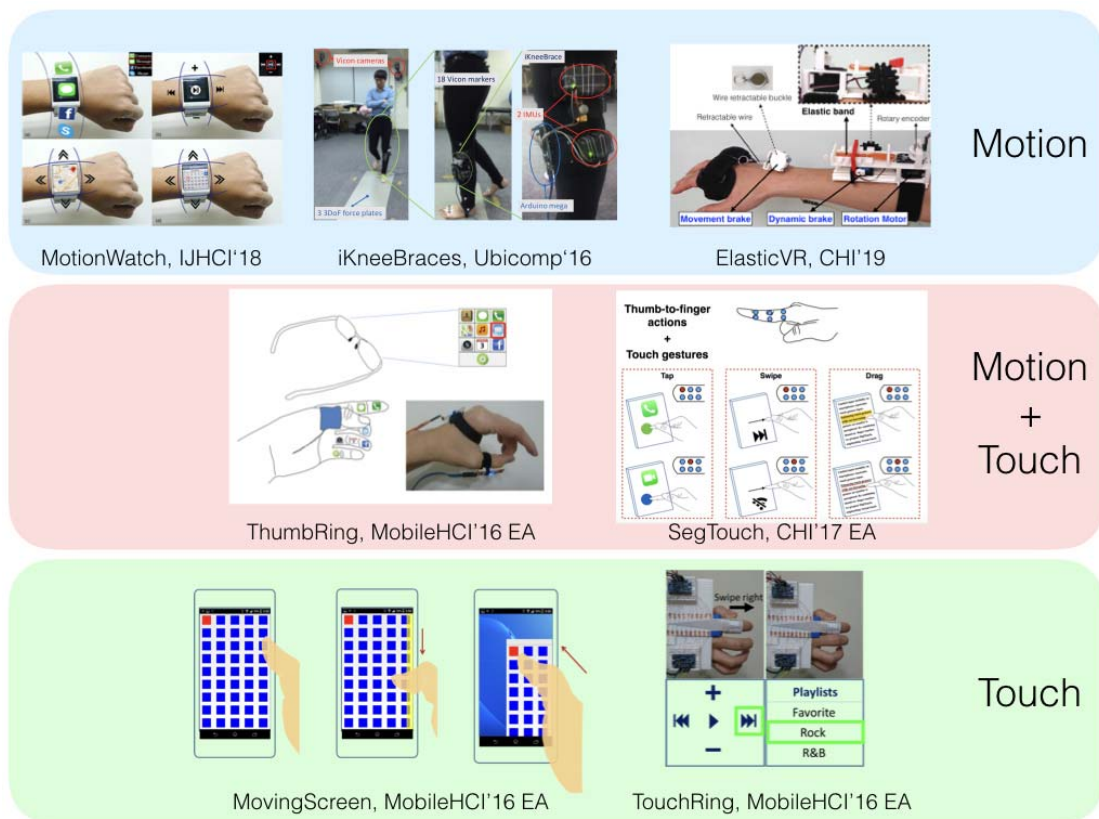 Vicon cameras
18 Vicon markers
iKneeBrace
2 IMUs
3 3DoF force plates
Arduino mega
Wire retractable buckle
Retractable wire
Elastic band
Rotary encoder
Movement brake
Dynamic brake
Rotation Motor
Motion
MotionWatch, IJHCI‘18
iKneeBraces, Ubicomp‘16
ElasticVR, CHI’19
Thumb-to-finger
actions
+
Touch gestures
Tap
Swipe
Drag
Motion
+
Touch
ThumbRing, MobileHCI’16 EA
SegTouch, CHI’17 EA
Swipe right
Playlists
Favorite
Rock
R&B
Touch
MovingScreen, MobileHCI’16 EA
TouchRing, MobileHCI’16 EA